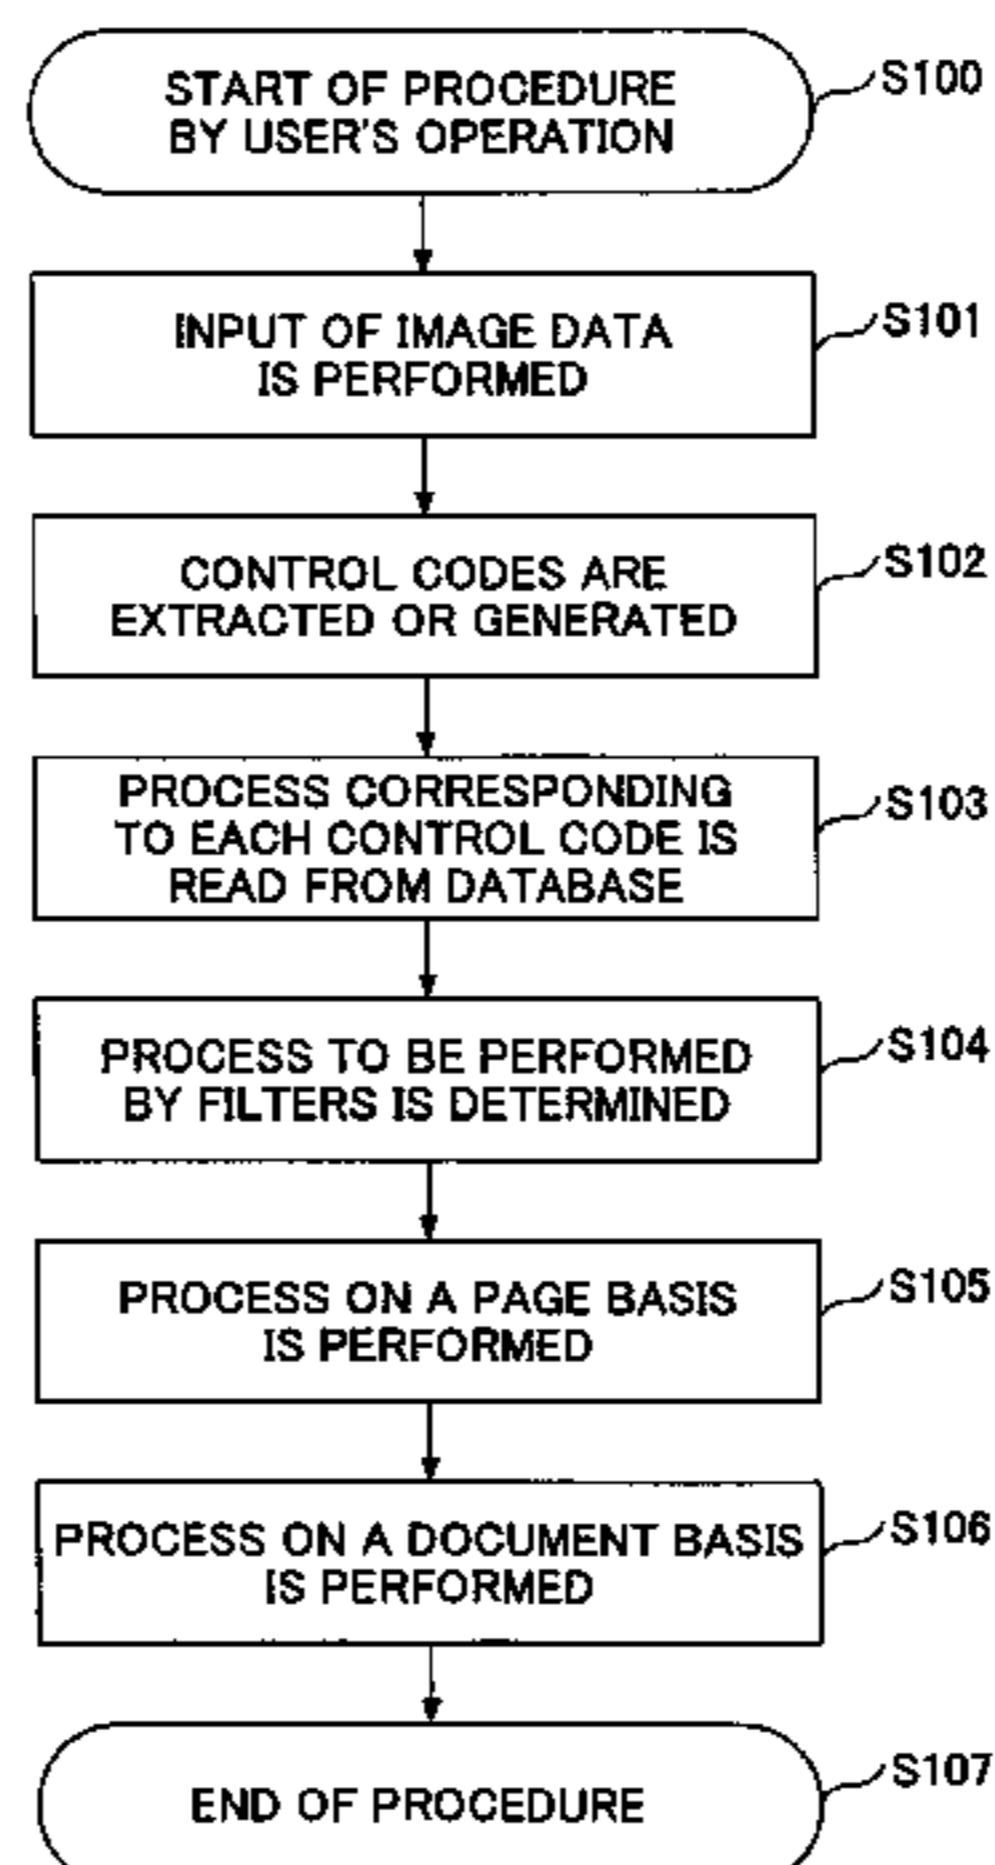 START OF PROCEDURE
BY USER'S OPERATION
S100
INPUT OF IMAGE DATA
IS PERFORMED
S101
CONTROL CODES ARE
EXTRACTED OR GENERATED
S102
PROCESS CORRESPONDING
TO EACH CONTROL CODE IS
READ FROM DATABASE
S103
PROCESS TO BE PERFORMED
BY FILTERS IS DETERMINED
S104
PROCESS ON A PAGE BASIS
IS PERFORMED
S105
PROCESS ON A DOCUMENT BASIS
IS PERFORMED
S106
END OF PROCEDURE
S107